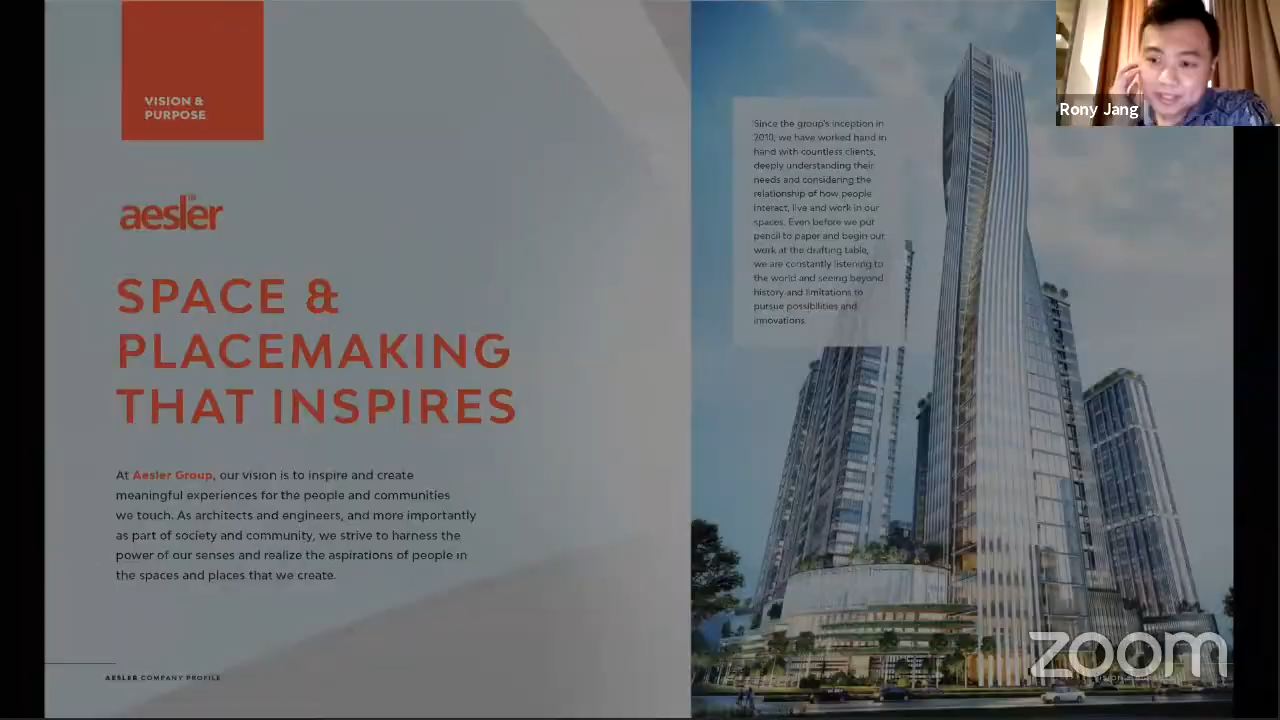 VISION &
PURPOSE
aesler
SPACE &
PLACEMAKING
THAT INSPIRES
At Aesler Group, our vision is to inspire and create
meaningful experiences for the people and communities
we touch. As architects and engineers, and more importantly
as part of society and community, we strive to harness the
power of our senses and realize the aspirations of people in
the spaces and places that we create.
AESLER COMPANY PROFILE
Since the group's inception in
2010, we have worked hand in
hand with countless clients,
deeply understanding their
needs and considering the
relationship of how people
interact, live and work in our
spaces. Even before we put
pencil to paper and begin our
work at the drafting table,
we are constantly listening to
the world and seeing beyond
history and limitations to
pursue possibilities and
innovations.
Rony Jang
zoom